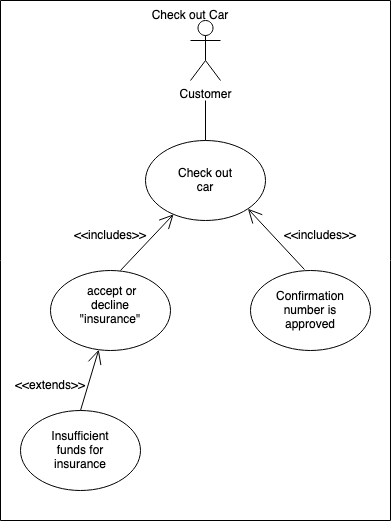 Check out Car
Customer
Check out
car
<<includes>>
<<includes>>
accept or
decline
"insurance"
Confirmation
number is
approved
<<extends>>
Insufficient
funds for
insurance